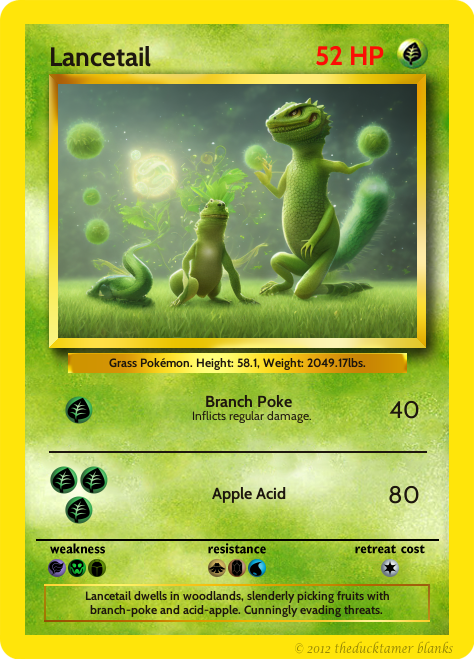 Lancetail 52 HP
Grass Pokémon. Height: 58.1, Weight: 2049.17lbs.
Branch Poke 40
Inflicts regular damage.
Apple Acid 80
weakness resistance retreat cost
Lancetail dwells in woodlands, slenderly picking fruits with
branch-poke and acid-apple. Cunningly evading threats.
© 2012 theducktamer blanks